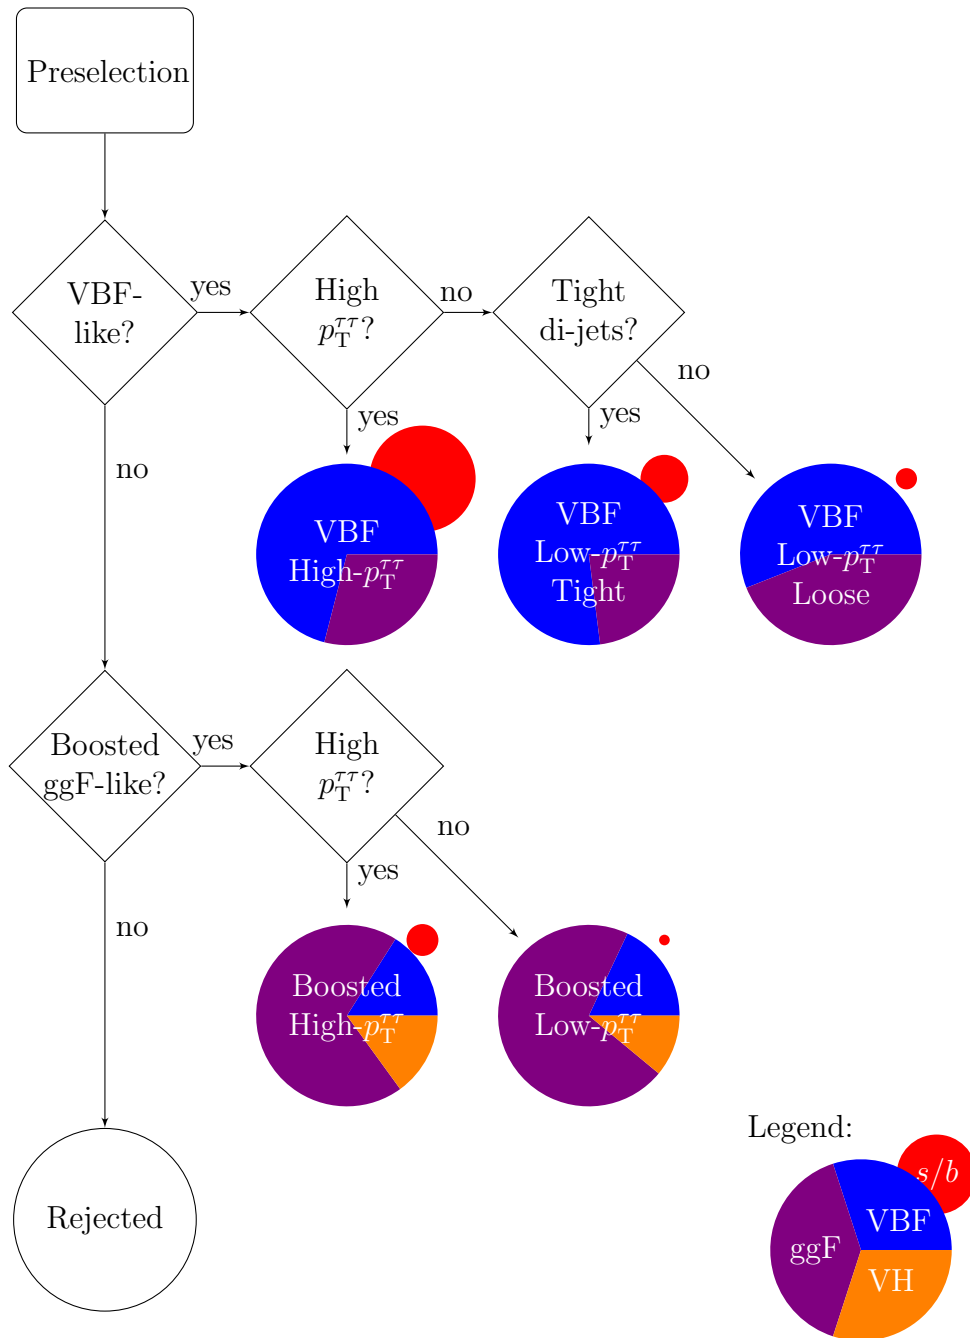 Preselection
VBF-
like?
yes
High
p_T^{ττ}?
no
Tight
di-jets?
no
yes
yes
no
VBF
High-p_T^{ττ}
VBF
Low-p_T^{ττ}
Tight
VBF
Low-p_T^{ττ}
Loose
Boosted
ggF-like?
yes
High
p_T^{ττ}?
no
yes
no
Boosted
High-p_T^{ττ}
Boosted
Low-p_T^{ττ}
Legend:
s/b
VBF
ggF
VH
Rejected